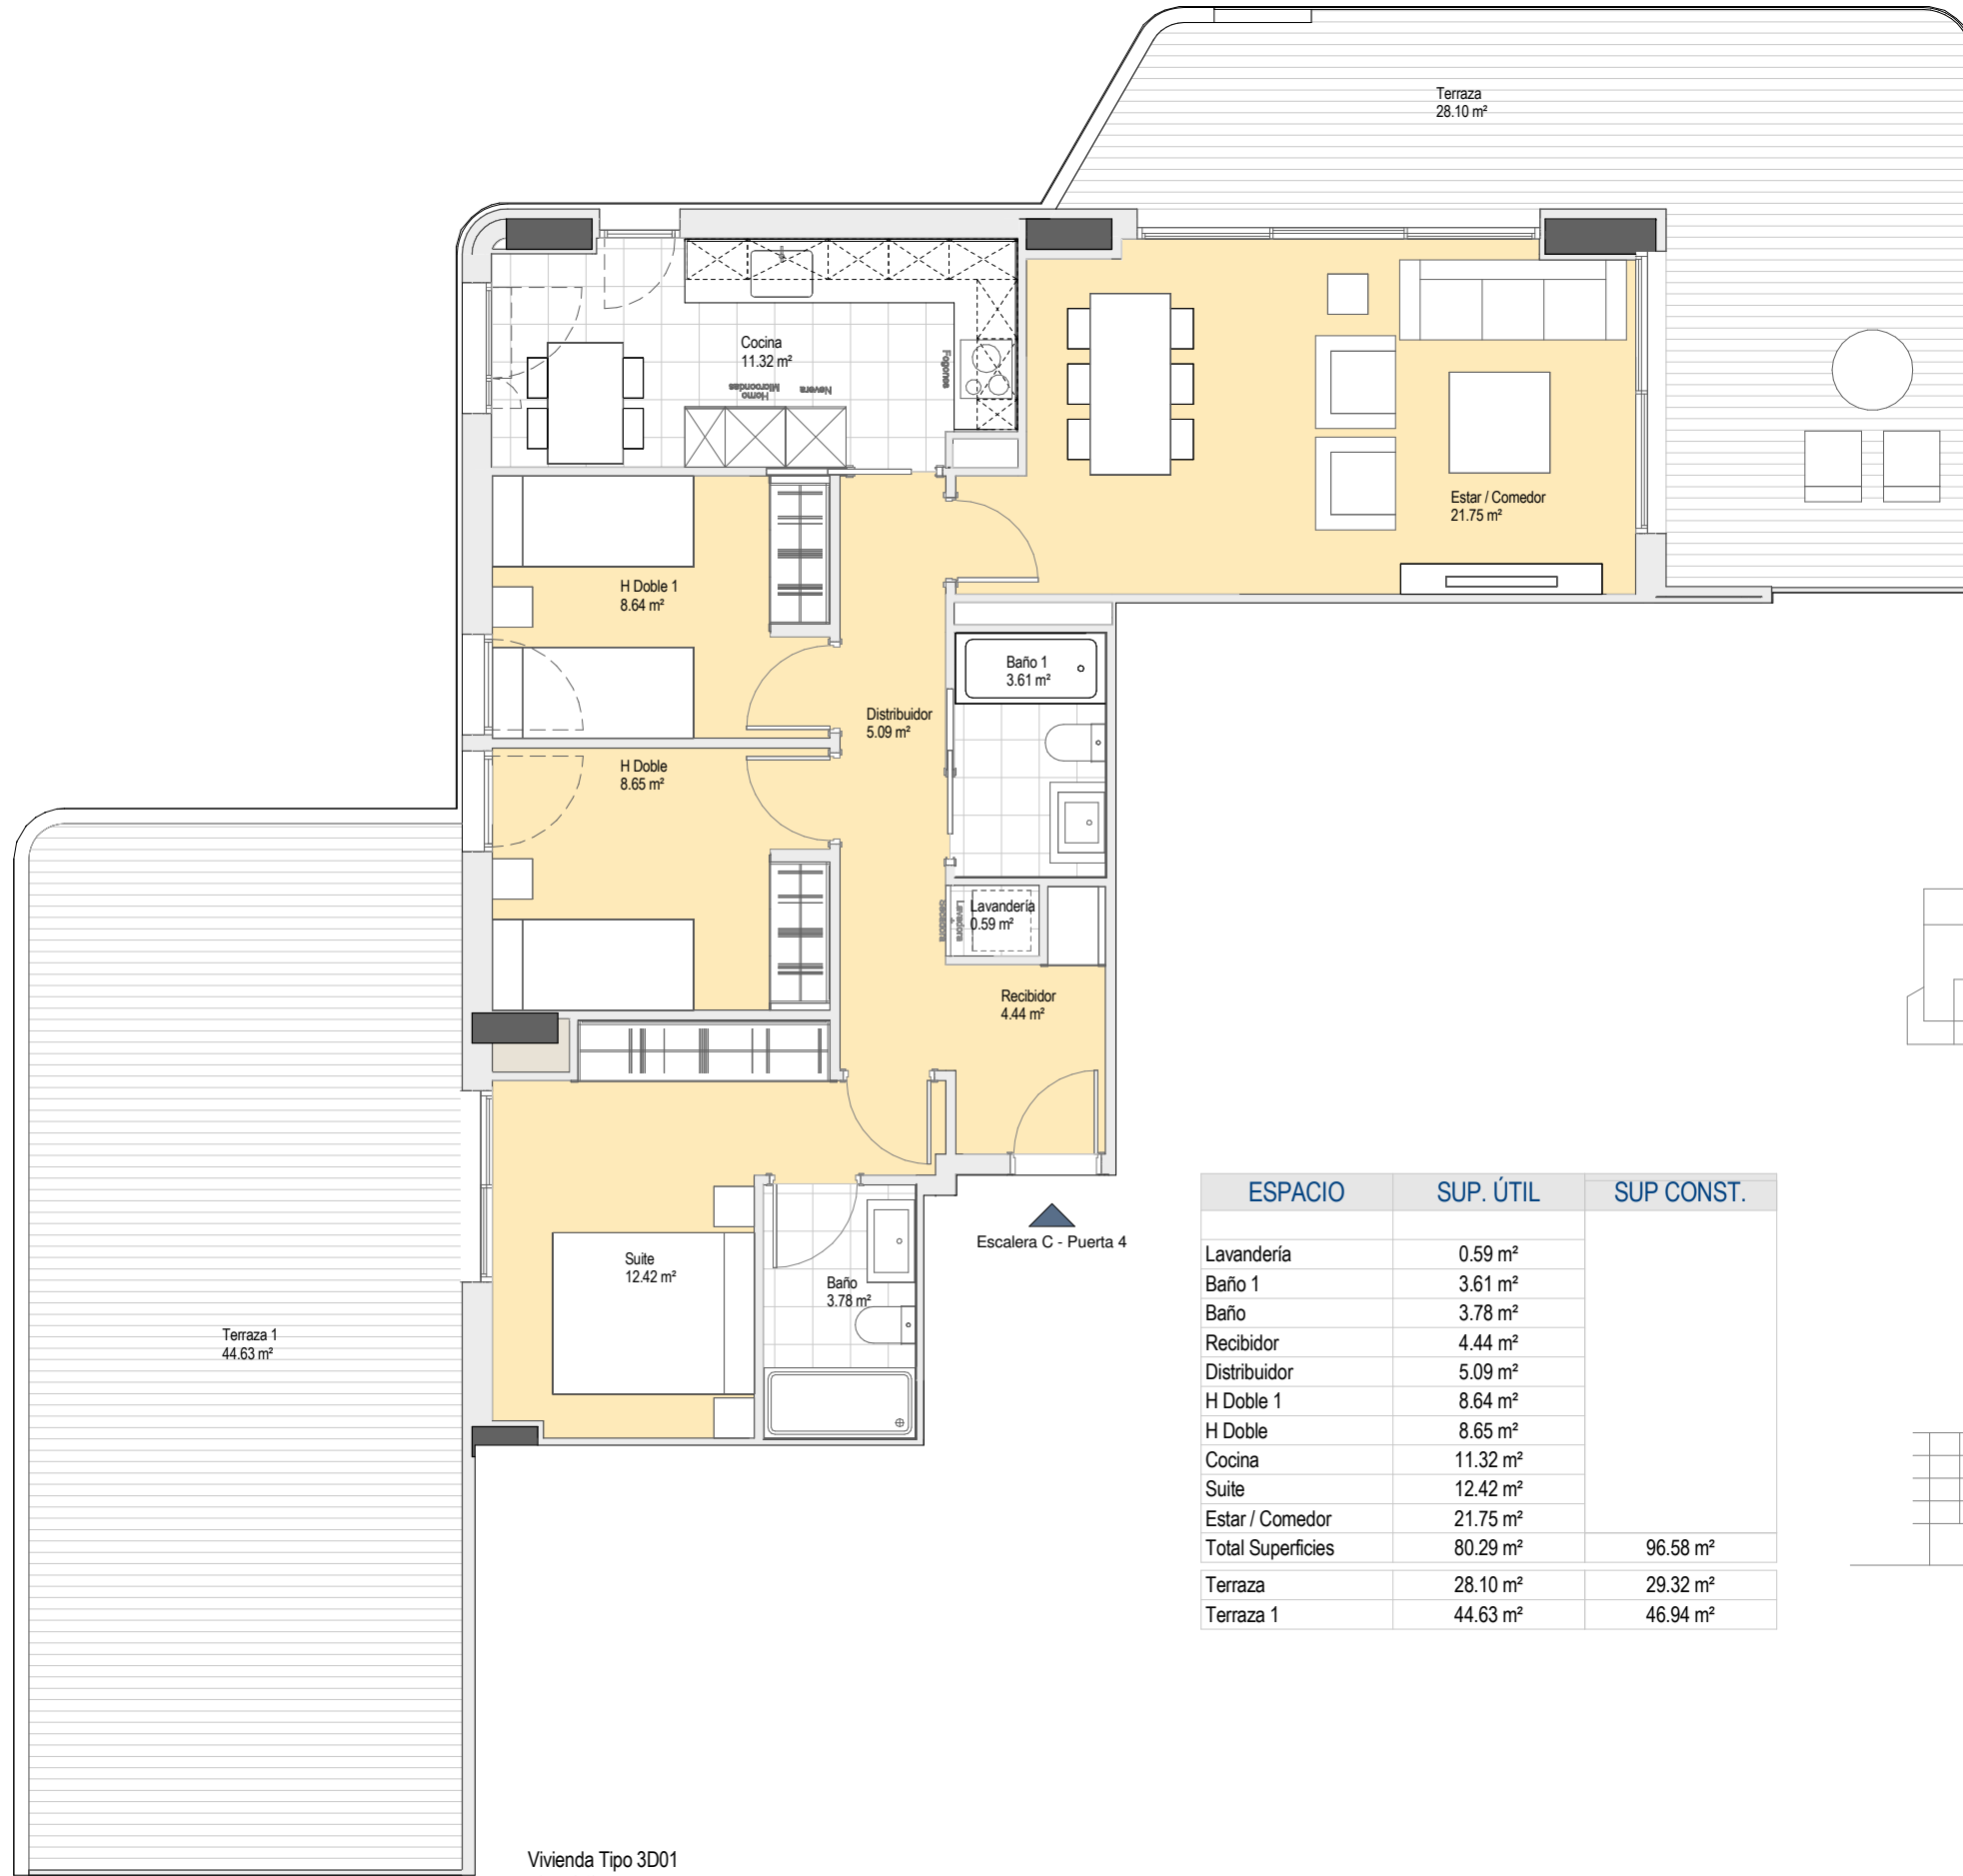 Terraza
28.10 m²
Cocina
11.32 m²
Fogones
Nevera
Horno
Microondas
Estar / Comedor
21.75 m²
H Doble 1
8.64 m²
Baño 1
3.61 m²
Distribuidor
5.09 m²
H Doble
8.65 m²
Lavandería
0.59 m²
Lavadora
Secadora
Recibidor
4.44 m²
Escalera C - Puerta 4
Suite
12.42 m²
Baño
3.78 m²
Terraza 1
44.63 m²
ESPACIO SUP. ÚTIL SUP CONST.
Lavandería 0.59 m²
Baño 1 3.61 m²
Baño 3.78 m²
Recibidor 4.44 m²
Distribuidor 5.09 m²
H Doble 1 8.64 m²
H Doble 8.65 m²
Cocina 11.32 m²
Suite 12.42 m²
Estar / Comedor 21.75 m²
Total Superficies 80.29 m² 96.58 m²
Terraza 28.10 m² 29.32 m²
Terraza 1 44.63 m² 46.94 m²
Vivienda Tipo 3D01